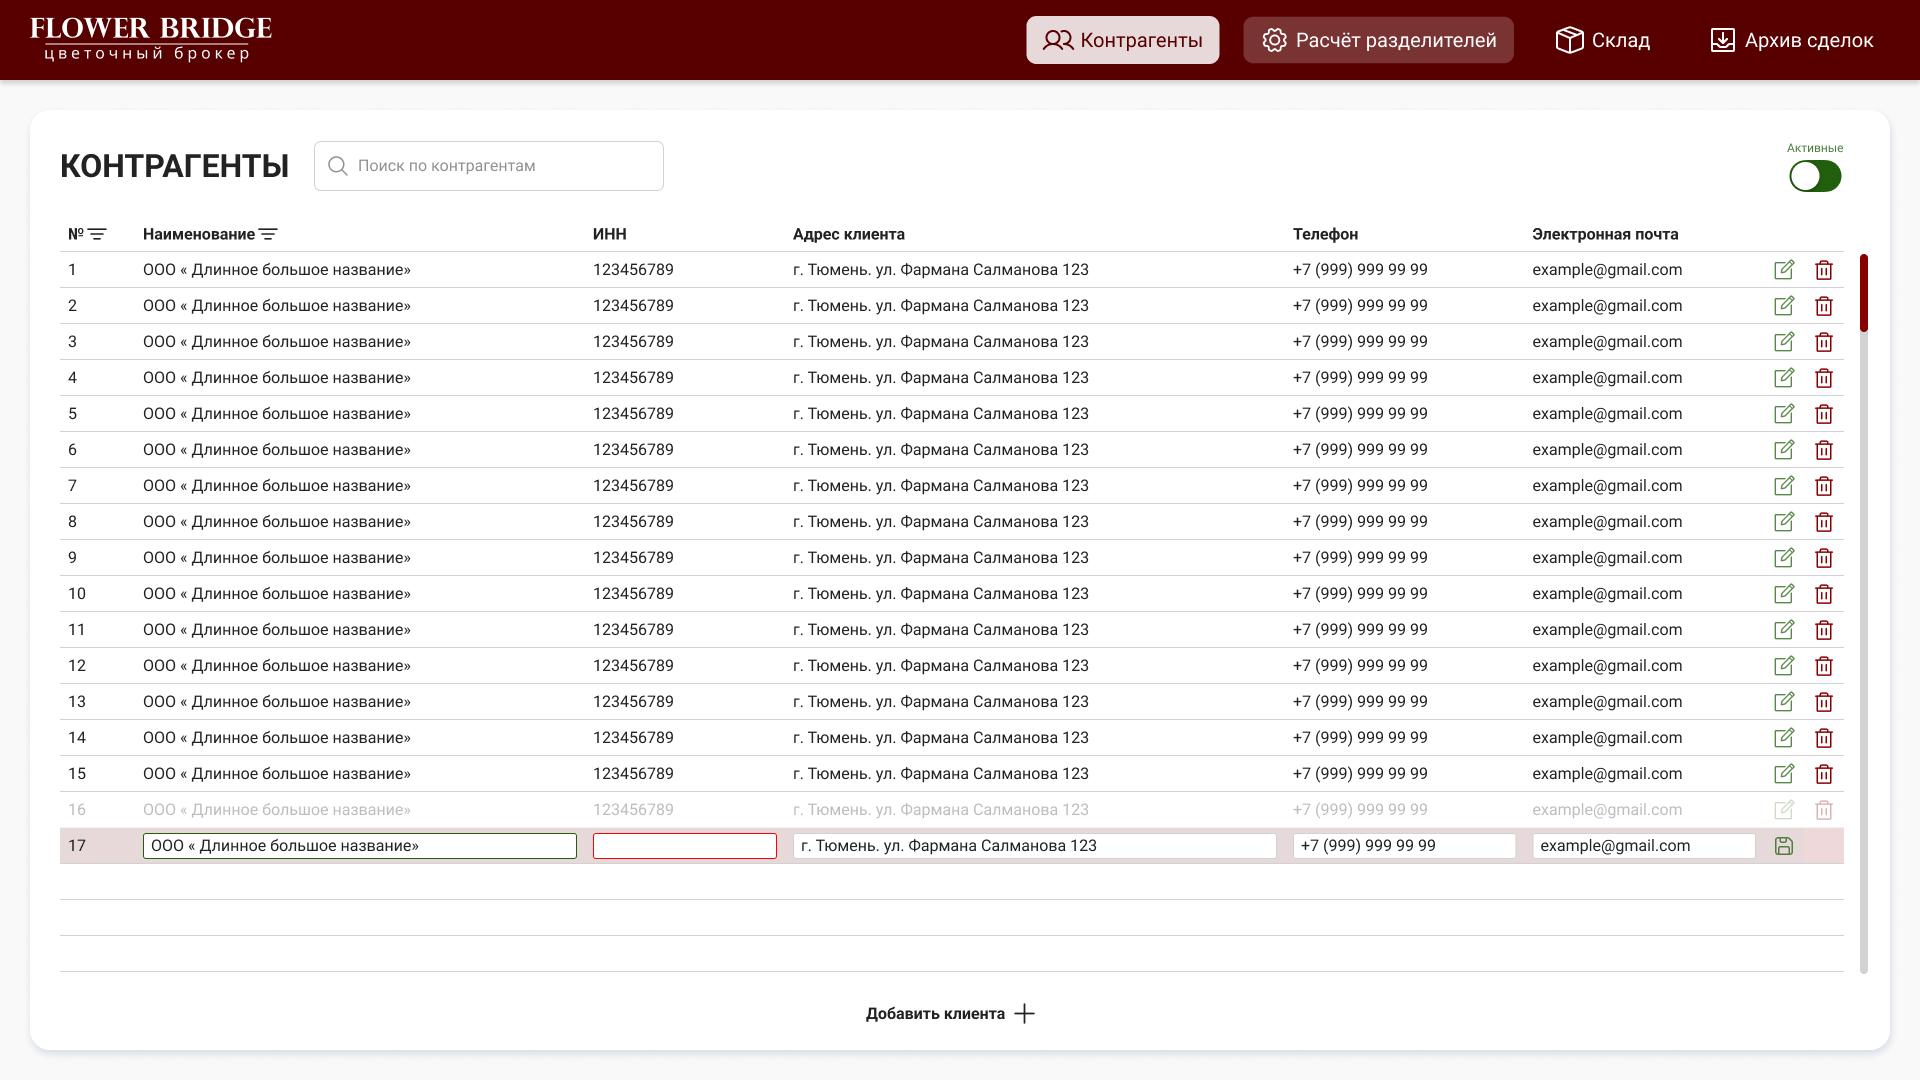 FLOWER BRIDGE
цветочный брокер
Контрагенты
Расчёт разделителей
Склад
Архив сделок
КОНТРАГЕНТЫ
Поиск по контрагентам
Активные
№ Наименование ИНН Адрес клиента Телефон Электронная почта
1 ООО « Длинное большое название» 123456789 г. Тюмень. ул. Фармана Салманова 123 +7 (999) 999 99 99 example@gmail.com
2 ООО « Длинное большое название» 123456789 г. Тюмень. ул. Фармана Салманова 123 +7 (999) 999 99 99 example@gmail.com
3 ООО « Длинное большое название» 123456789 г. Тюмень. ул. Фармана Салманова 123 +7 (999) 999 99 99 example@gmail.com
4 ООО « Длинное большое название» 123456789 г. Тюмень. ул. Фармана Салманова 123 +7 (999) 999 99 99 example@gmail.com
5 ООО « Длинное большое название» 123456789 г. Тюмень. ул. Фармана Салманова 123 +7 (999) 999 99 99 example@gmail.com
6 ООО « Длинное большое название» 123456789 г. Тюмень. ул. Фармана Салманова 123 +7 (999) 999 99 99 example@gmail.com
7 ООО « Длинное большое название» 123456789 г. Тюмень. ул. Фармана Салманова 123 +7 (999) 999 99 99 example@gmail.com
8 ООО « Длинное большое название» 123456789 г. Тюмень. ул. Фармана Салманова 123 +7 (999) 999 99 99 example@gmail.com
9 ООО « Длинное большое название» 123456789 г. Тюмень. ул. Фармана Салманова 123 +7 (999) 999 99 99 example@gmail.com
10 ООО « Длинное большое название» 123456789 г. Тюмень. ул. Фармана Салманова 123 +7 (999) 999 99 99 example@gmail.com
11 ООО « Длинное большое название» 123456789 г. Тюмень. ул. Фармана Салманова 123 +7 (999) 999 99 99 example@gmail.com
12 ООО « Длинное большое название» 123456789 г. Тюмень. ул. Фармана Салманова 123 +7 (999) 999 99 99 example@gmail.com
13 ООО « Длинное большое название» 123456789 г. Тюмень. ул. Фармана Салманова 123 +7 (999) 999 99 99 example@gmail.com
14 ООО « Длинное большое название» 123456789 г. Тюмень. ул. Фармана Салманова 123 +7 (999) 999 99 99 example@gmail.com
15 ООО « Длинное большое название» 123456789 г. Тюмень. ул. Фармана Салманова 123 +7 (999) 999 99 99 example@gmail.com
16 ООО « Длинное большое название» 123456789 г. Тюмень. ул. Фармана Салманова 123 +7 (999) 999 99 99 example@gmail.com
17 ООО « Длинное большое название» г. Тюмень. ул. Фармана Салманова 123 +7 (999) 999 99 99 example@gmail.com
Добавить клиента